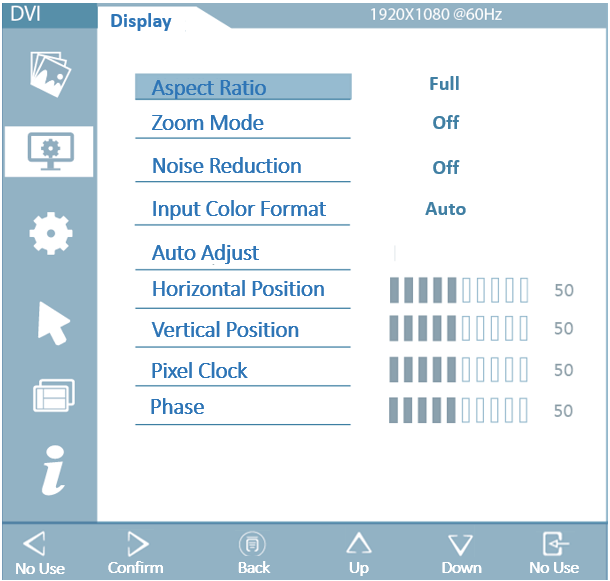 DVI
Display
1920X1080 @60Hz
Aspect Ratio Full
Zoom Mode Off
Noise Reduction Off
Input Color Format Auto
Auto Adjust
Horizontal Position 50
Vertical Position 50
Pixel Clock 50
Phase 50
No Use Confirm Back Up Down No Use